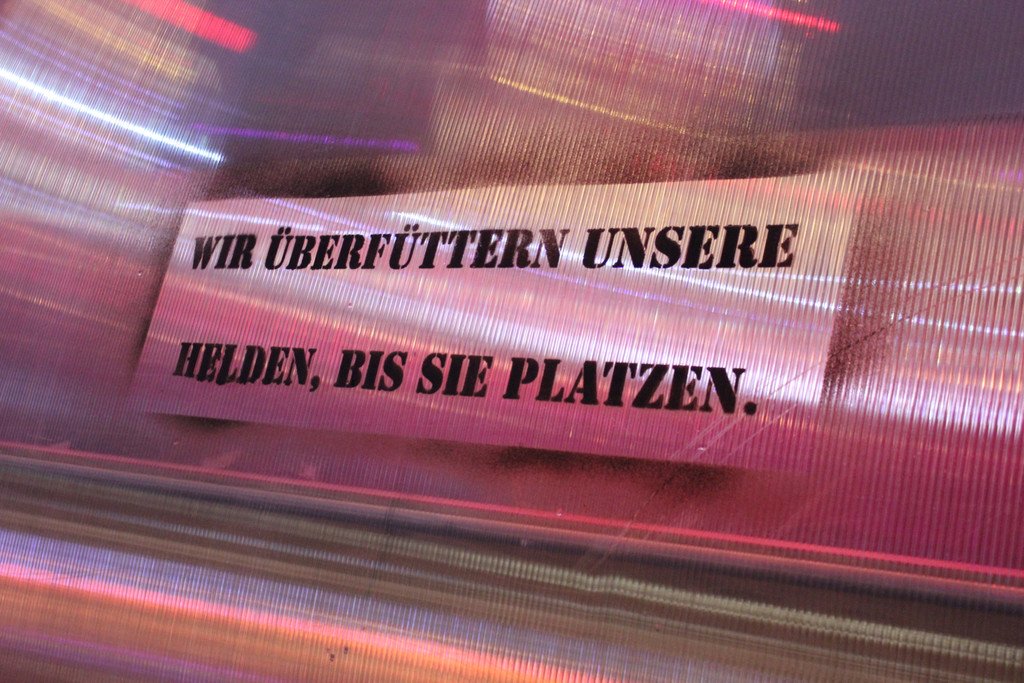 WIR ÜBERFÜTTERN UNSERE
HELDEN, BIS SIE PLATZEN.